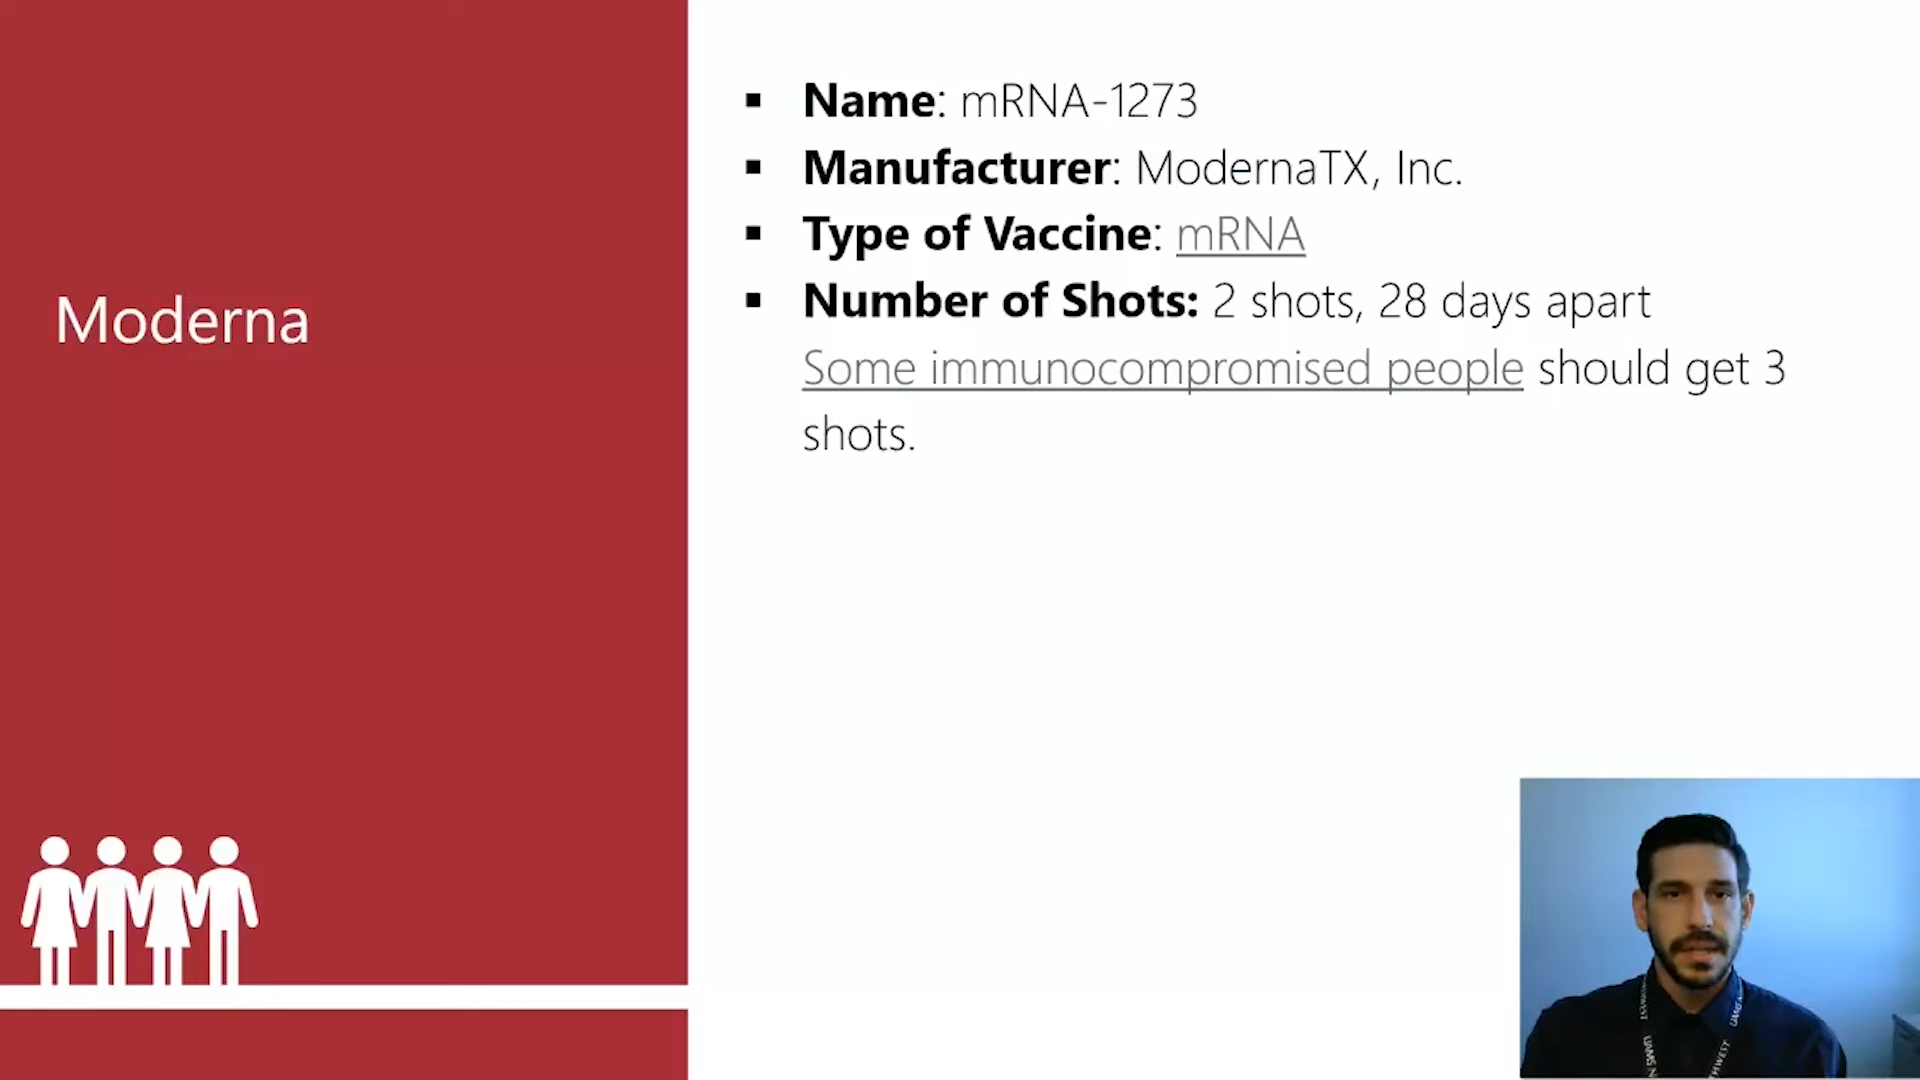 Moderna
▪ Name: mRNA-1273
▪ Manufacturer: ModernaTX, Inc.
▪ Type of Vaccine: mRNA
▪ Number of Shots: 2 shots, 28 days apart
Some immunocompromised people should get 3
shots.